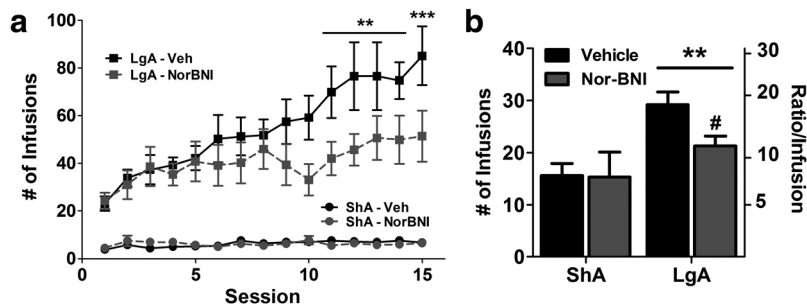 a
# of Infusions
100
80
60
40
20
0
LgA - Veh
LgA - NorBNI
**
***
ShA - Veh
ShA - NorBNI
0
5
10
15
Session
b
# of Infusions
40
30
20
10
0
Vehicle
Nor-BNI
**
#
30
20
10
5
Ratio/Infusion
ShA
LgA